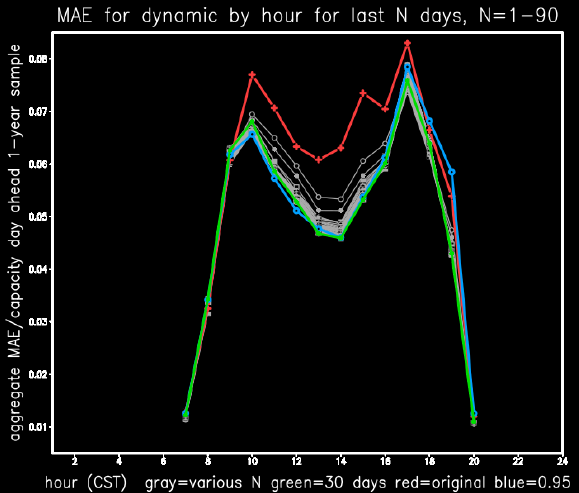 MAE for dynamic by hour for last N days, N=1-90
aggregate MAE/capacity day ahead 1-year sample
0.08
0.07
0.06
0.05
0.04
0.03
0.02
0.01
2 4 6 8 10 12 14 16 18 20 22 24
hour (CST) gray=various N green=30 days red=original blue=0.95